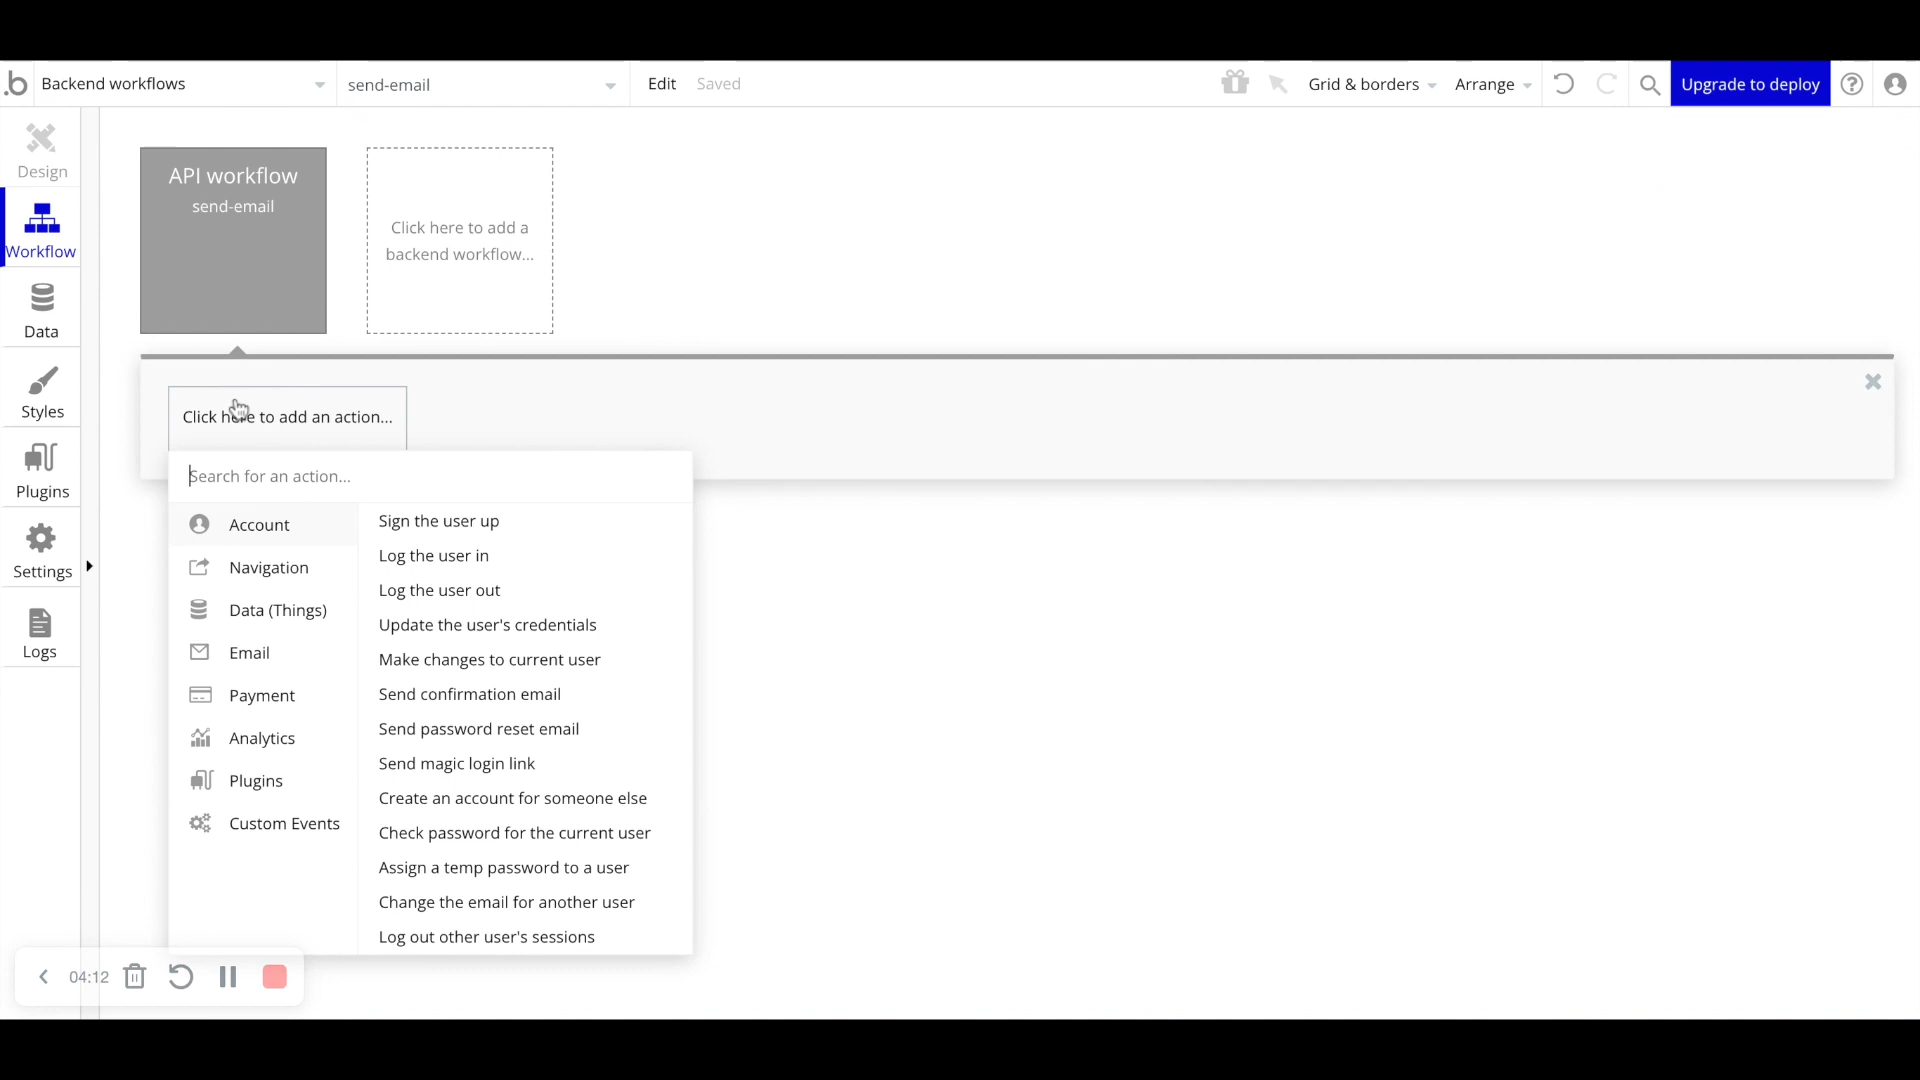 .b Backend workflows send-email Edit Saved Grid & borders Arrange Upgrade to deploy
Design
Workflow
Data
Styles
Plugins
Settings
Logs
API workflow
send-email
Click here to add a
backend workflow...
Click here to add an action...
Search for an action...
Account
Navigation
Data (Things)
Email
Payment
Analytics
Plugins
Custom Events
Sign the user up
Log the user in
Log the user out
Update the user's credentials
Make changes to current user
Send confirmation email
Send password reset email
Send magic login link
Create an account for someone else
Check password for the current user
Assign a temp password to a user
Change the email for another user
Log out other user's sessions
04:12